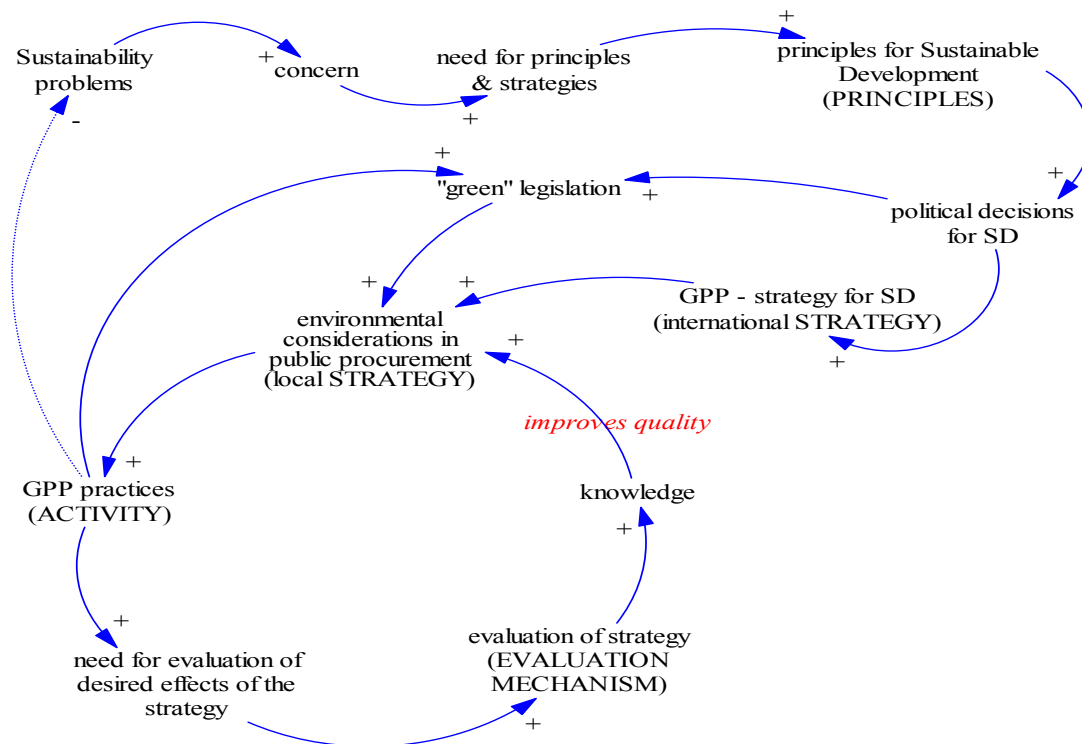 +
Sustainability
problems
+
concern
need for principles
& strategies
+
principles for Sustainable
Development
(PRINCIPLES)
-
+
"green" legislation
+
+
political decisions
for SD
+
+
environmental
considerations in
public procurement
(local STRATEGY)
GPP - strategy for SD
(international STRATEGY)
+
+
improves quality
+
GPP practices
(ACTIVITY)
knowledge
+
+
need for evaluation of
desired effects of the
strategy
evaluation of strategy
(EVALUATION
MECHANISM)
+